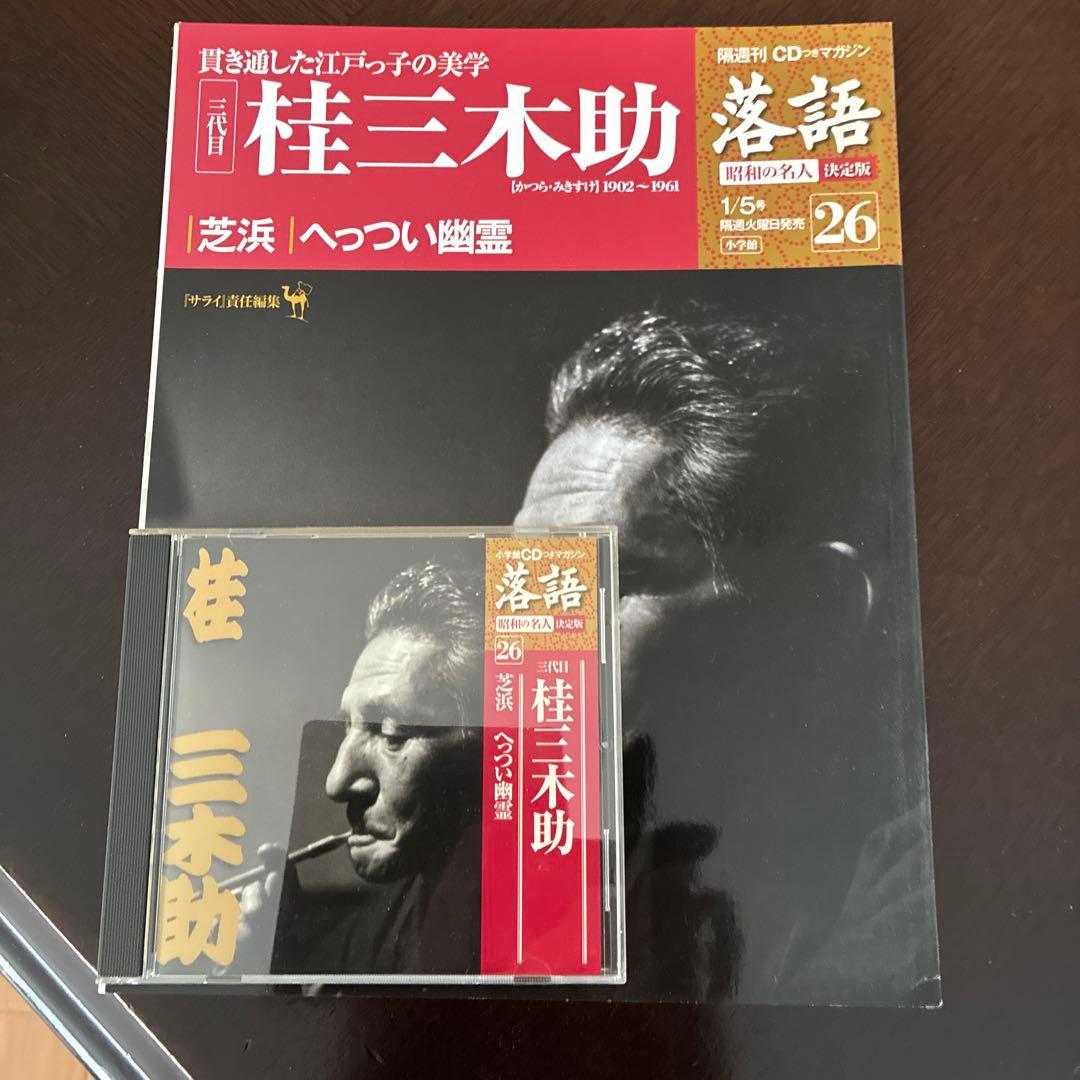 貫き通した江戸っ子の美学
三代目
桂三木助
【かつら・みきすけ】1902〜1961
芝浜
へっつい幽霊
隔週刊 CDつきマガジン
落語
昭和の名人 決定版
1/5号
隔週火曜日発売
小学館
26
『サライ』責任編集
桂 三木助
小学館CDつきマガジン
落語
昭和の名人 決定版
26
三代目
桂三木助
芝浜 へっつい幽霊